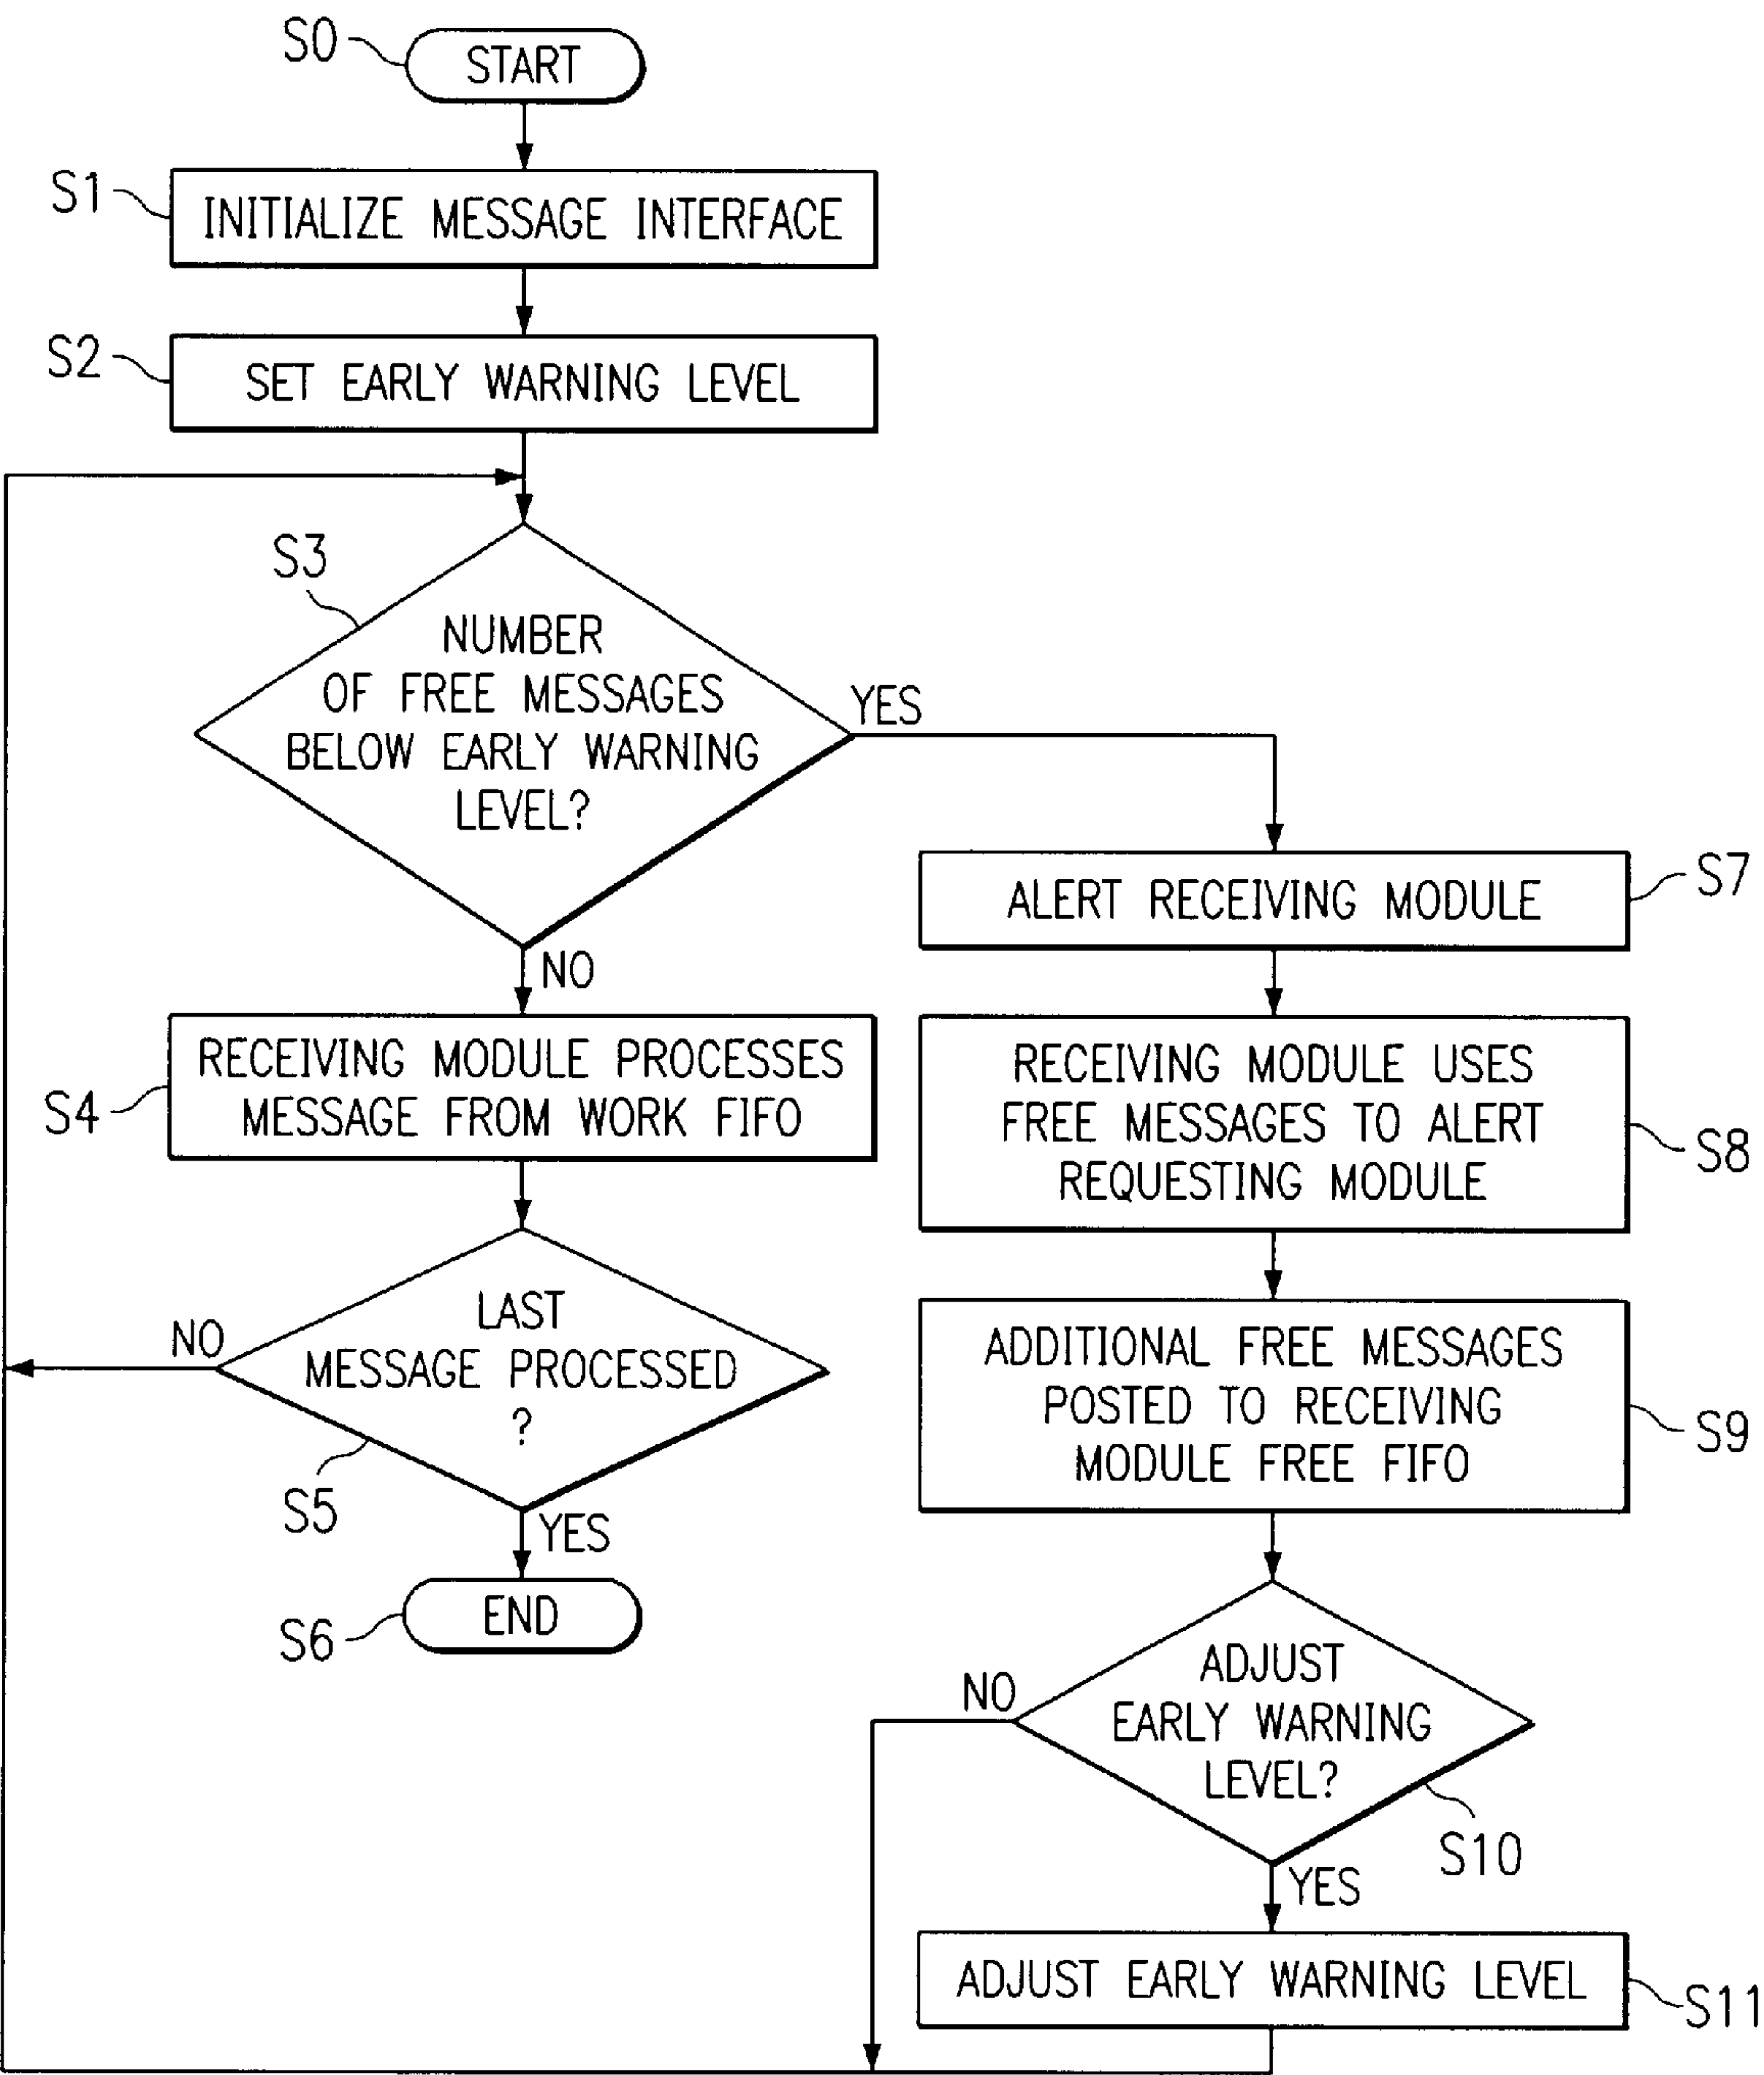 S0
START
S1
INITIALIZE MESSAGE INTERFACE
S2
SET EARLY WARNING LEVEL
S3
NUMBER
OF FREE MESSAGES
BELOW EARLY WARNING
LEVEL?
YES
NO
S4
RECEIVING MODULE PROCESSES
MESSAGE FROM WORK FIFO
LAST
MESSAGE PROCESSED
?
NO
S5
YES
S6
END
S7
ALERT RECEIVING MODULE
S8
RECEIVING MODULE USES
FREE MESSAGES TO ALERT
REQUESTING MODULE
S9
ADDITIONAL FREE MESSAGES
POSTED TO RECEIVING
MODULE FREE FIFO
ADJUST
EARLY WARNING
LEVEL?
NO
S10
YES
ADJUST EARLY WARNING LEVEL
S11